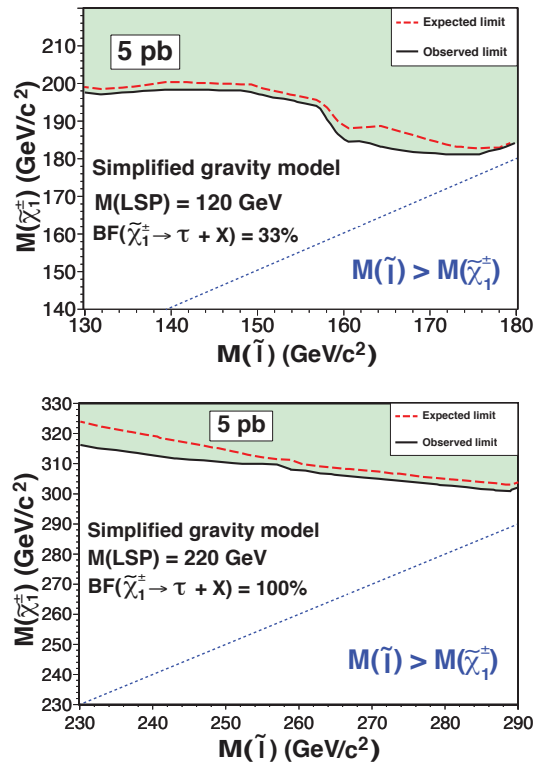 220
210
200
190
180
170
160
150
140
M(χ̃₁±) (GeV/c²)
5 pb
Expected limit
Observed limit
Simplified gravity model
M(LSP) = 120 GeV
BF(χ̃₁± → τ + X) = 33%
M(l̃) > M(χ̃₁±)
130 140 150 160 170 180
M(l̃) (GeV/c²)
330
320
310
300
290
280
270
260
250
240
230
M(χ̃₁±) (GeV/c²)
5 pb
Expected limit
Observed limit
Simplified gravity model
M(LSP) = 220 GeV
BF(χ̃₁± → τ + X) = 100%
M(l̃) > M(χ̃₁±)
230 240 250 260 270 280 290
M(l̃) (GeV/c²)